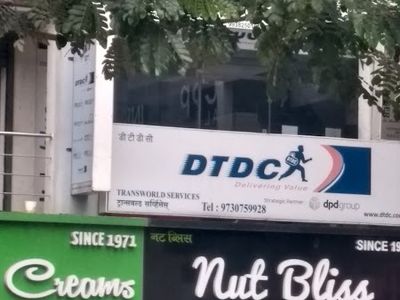 DTDC
डी टी डी सी
DTDC
Delivering Value
TRANSWORLD SERVICES
ट्रान्सवर्ल्ड सर्व्हिसेस
Strategic Partner dpdgroup
Tel : 9730759928
www.dtdc.com
SINCE 1971
नट ब्लिस
SINCE 19
Creams
Nut Bliss